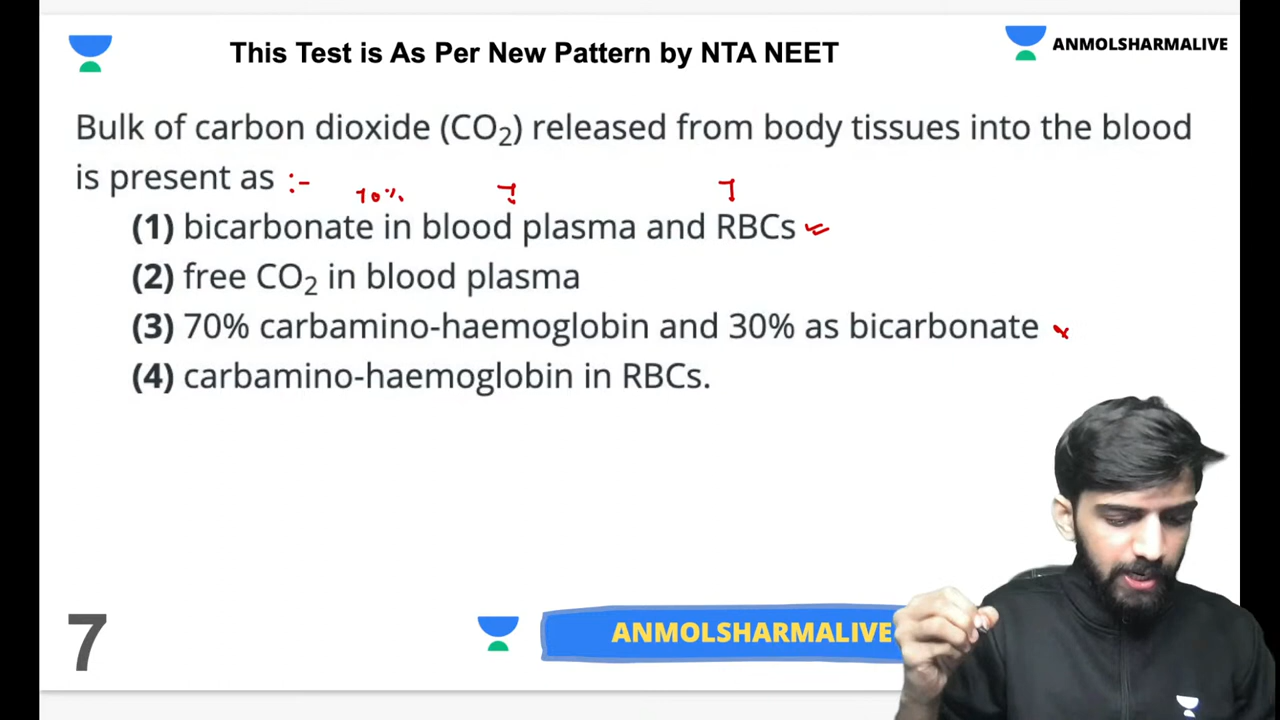 This Test is As Per New Pattern by NTA NEET
ANMOLSHARMALIVE
Bulk of carbon dioxide (CO₂) released from body tissues into the blood
is present as :-
70%
(1) bicarbonate in blood plasma and RBCs
(2) free CO₂ in blood plasma
(3) 70% carbamino-haemoglobin and 30% as bicarbonate
(4) carbamino-haemoglobin in RBCs.
7
ANMOLSHARMALIVE